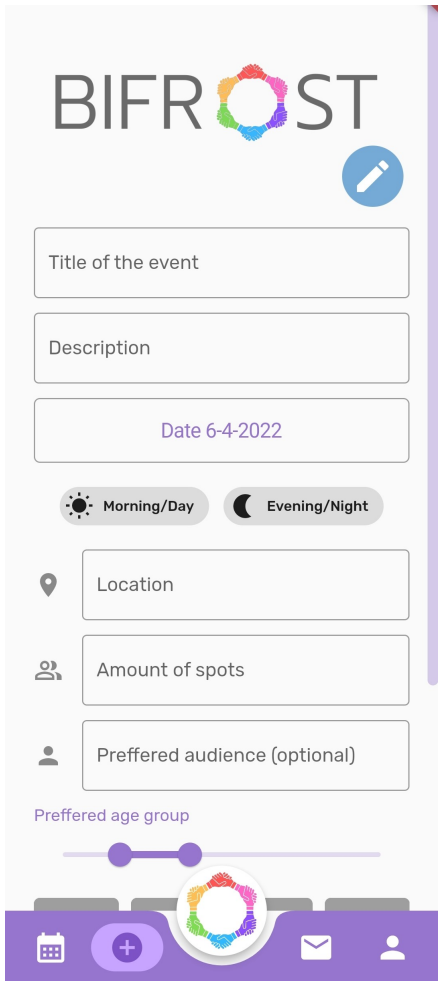 BIFROST
Title of the event
Description
Date 6-4-2022
Morning/Day Evening/Night
Location
Amount of spots
Preffered audience (optional)
Preffered age group